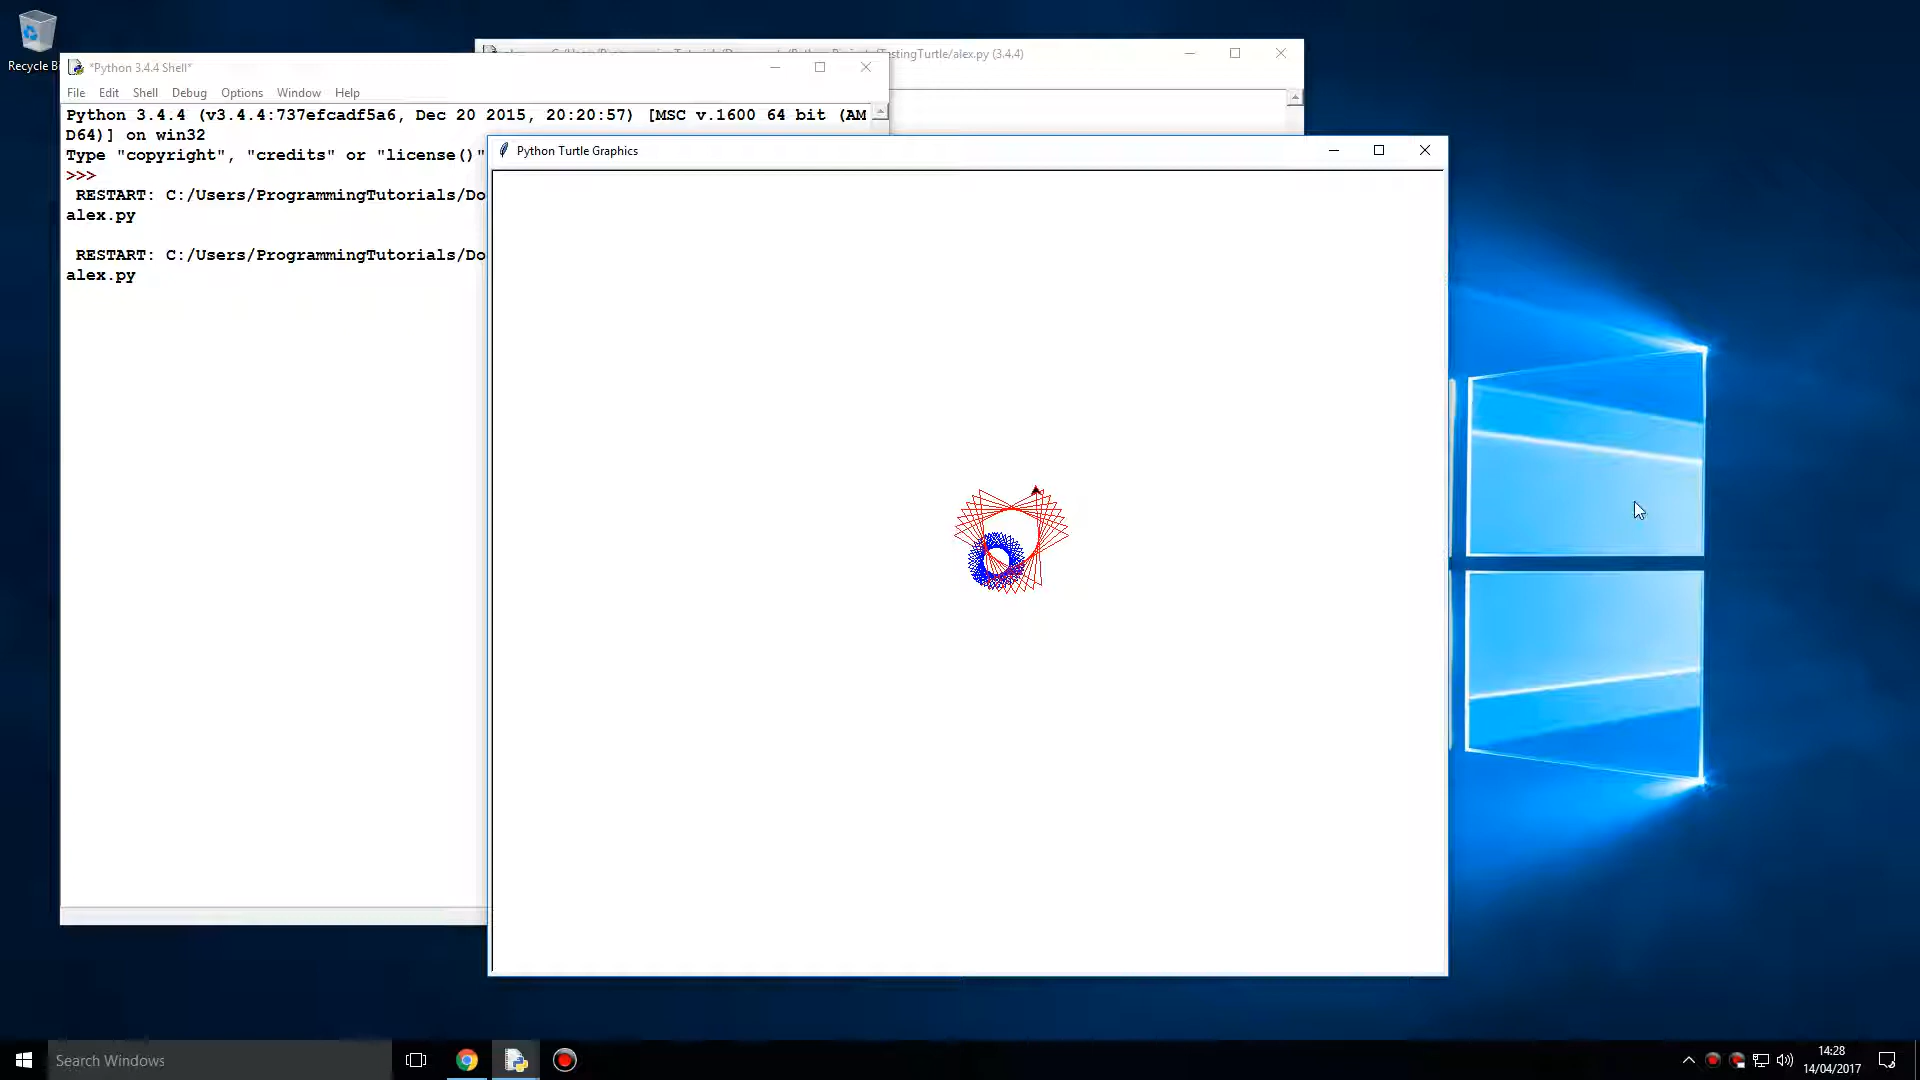 Recycle Bi
*Python 3.4.4 Shell*
File Edit Shell Debug Options Window Help
Python 3.4.4 (v3.4.4:737efcadf5a6, Dec 20 2015, 20:20:57) [MSC v.1600 64 bit (AM
D64)] on win32
Type "copyright", "credits" or "license()"
>>>
RESTART: C:/Users/ProgrammingTutorials/Do
alex.py
RESTART: C:/Users/ProgrammingTutorials/Do
alex.py
stingTurtle/alex.py (3.4.4)
Python Turtle Graphics
Search Windows
14:28
14/04/2017